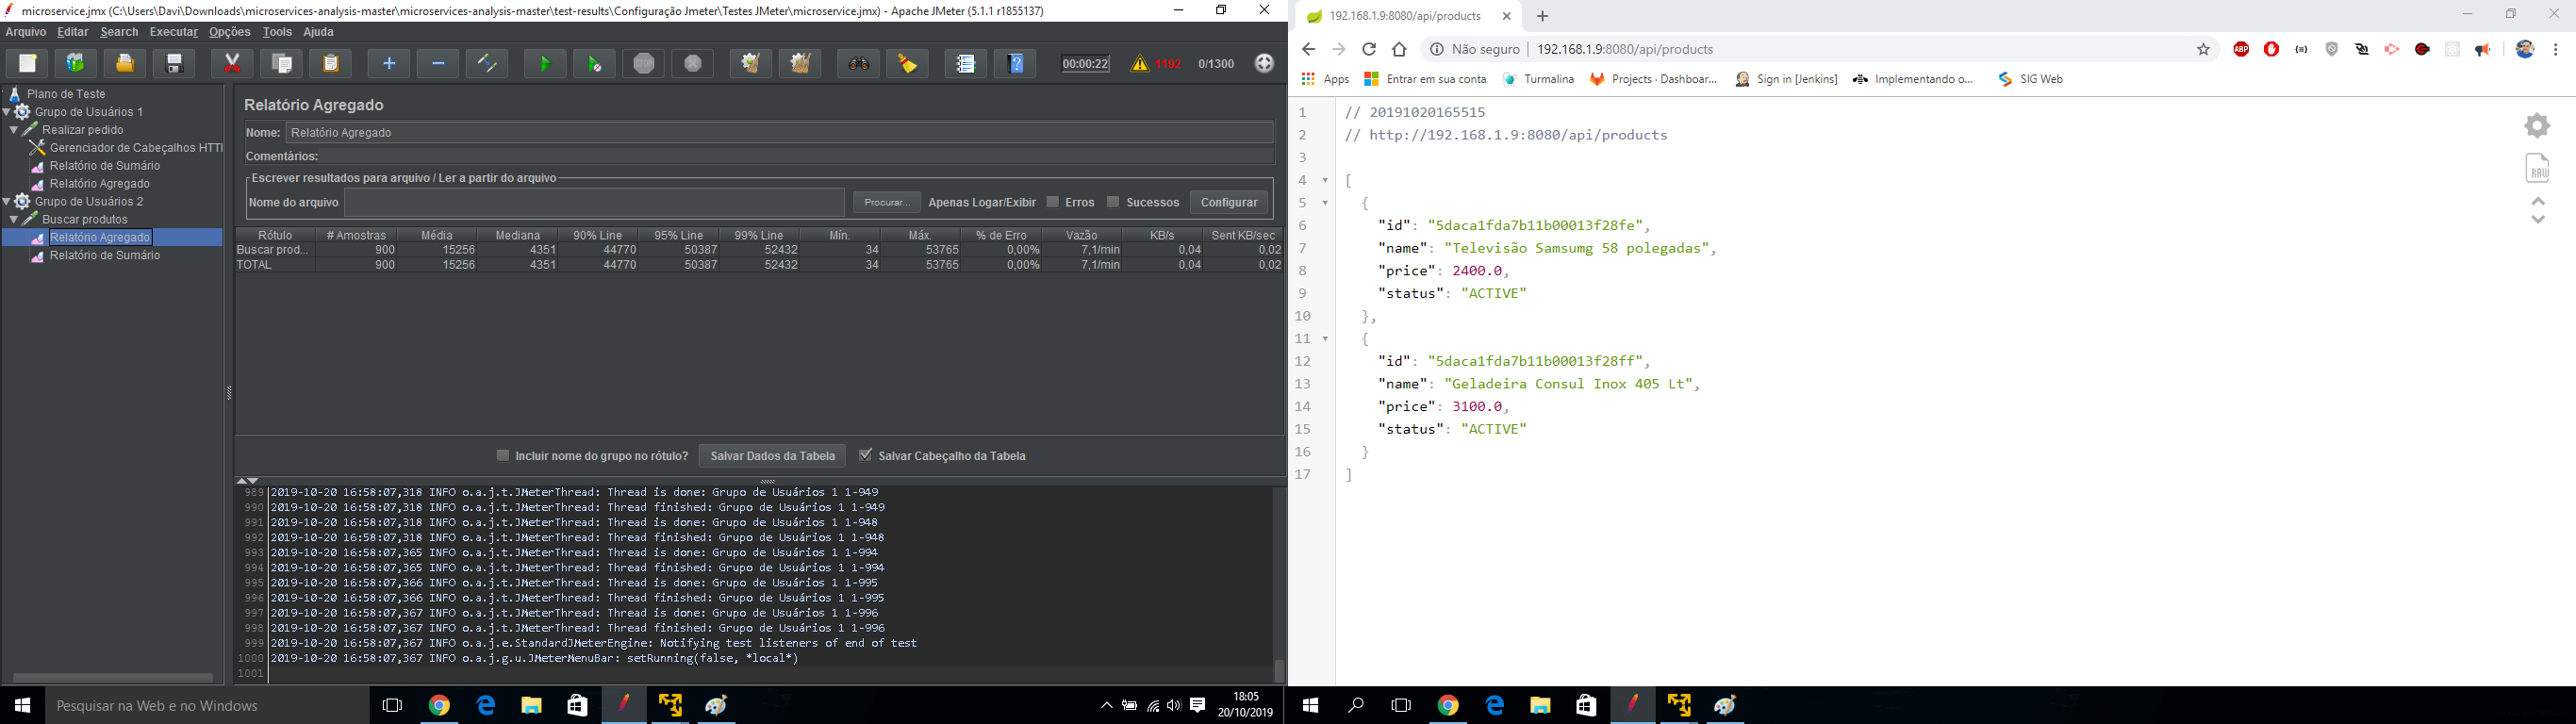 microservice.jmx (C:\Users\Davi\Downloads\microservices-analysis-master\microservices-analysis-master\test-results\Configuração Jmeter\Testes JMeter\microservice.jmx) - Apache JMeter (5.1.1 r1855137)
Arquivo Editar Search Executar Opções Tools Ajuda
00:00:22 1192 0/1300
Plano de Teste
Grupo de Usuários 1
Realizar pedido
Gerenciador de Cabeçalhos HTTI
Relatório de Sumário
Relatório Agregado
Grupo de Usuários 2
Buscar produtos
Relatório Agregado
Relatório de Sumário
Relatório Agregado
Nome: Relatório Agregado
Comentários:
Escrever resultados para arquivo / Ler a partir do arquivo
Nome do arquivo Procurar... Apenas Logar/Exibir Erros Sucessos Configurar
Rótulo # Amostras Média Mediana 90% Line 95% Line 99% Line Mín. Máx. % de Erro Vazão KB/s Sent KB/sec
Buscar prod... 900 15256 4351 44770 50387 52432 34 53765 0,00% 7,1/min 0,04 0,02
TOTAL 900 15256 4351 44770 50387 52432 34 53765 0,00% 7,1/min 0,04 0,02
Incluir nome do grupo no rótulo? Salvar Dados da Tabela Salvar Cabeçalho da Tabela
989 2019-10-20 16:58:07,318 INFO o.a.j.t.JMeterThread: Thread is done: Grupo de Usuários 1 1-949
990 2019-10-20 16:58:07,318 INFO o.a.j.t.JMeterThread: Thread finished: Grupo de Usuários 1 1-949
991 2019-10-20 16:58:07,318 INFO o.a.j.t.JMeterThread: Thread is done: Grupo de Usuários 1 1-948
992 2019-10-20 16:58:07,318 INFO o.a.j.t.JMeterThread: Thread finished: Grupo de Usuários 1 1-948
993 2019-10-20 16:58:07,365 INFO o.a.j.t.JMeterThread: Thread is done: Grupo de Usuários 1 1-994
994 2019-10-20 16:58:07,365 INFO o.a.j.t.JMeterThread: Thread finished: Grupo de Usuários 1 1-994
995 2019-10-20 16:58:07,366 INFO o.a.j.t.JMeterThread: Thread is done: Grupo de Usuários 1 1-995
996 2019-10-20 16:58:07,366 INFO o.a.j.t.JMeterThread: Thread finished: Grupo de Usuários 1 1-995
997 2019-10-20 16:58:07,367 INFO o.a.j.t.JMeterThread: Thread is done: Grupo de Usuários 1 1-996
998 2019-10-20 16:58:07,367 INFO o.a.j.t.JMeterThread: Thread finished: Grupo de Usuários 1 1-996
999 2019-10-20 16:58:07,367 INFO o.a.j.e.StandardJMeterEngine: Notifying test listeners of end of test
1000 2019-10-20 16:58:07,367 INFO o.a.j.g.u.JMeterMenuBar: setRunning(false, *local*)
1001
Pesquisar na Web e no Windows
18:05
20/10/2019
192.168.1.9:8080/api/products
Não seguro | 192.168.1.9:8080/api/products
ABP
Apps Entrar em sua conta Turmalina Projects · Dashboar... Sign in [Jenkins] Implementando o... SIG Web
1 // 20191020165515
2 // http://192.168.1.9:8080/api/products
3
4 [
5 {
6 "id": "5daca1fda7b11b00013f28fe",
7 "name": "Televisão Samsumg 58 polegadas",
8 "price": 2400.0,
9 "status": "ACTIVE"
10 },
11 {
12 "id": "5daca1fda7b11b00013f28ff",
13 "name": "Geladeira Consul Inox 405 Lt",
14 "price": 3100.0,
15 "status": "ACTIVE"
16 }
17 ]
RAW